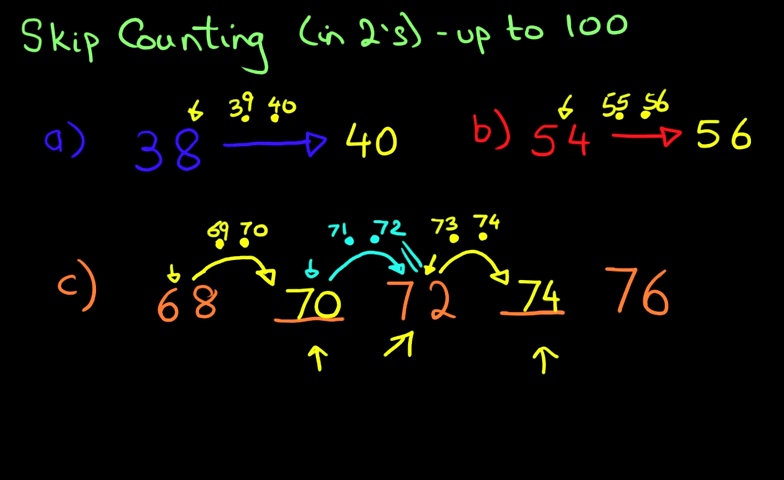 Skip Counting (in 2's) - up to 100
39 40
a) 38 → 40
55 56
b) 54 → 56
69 70 71 72 73 74
c) 68 70 72 74 76